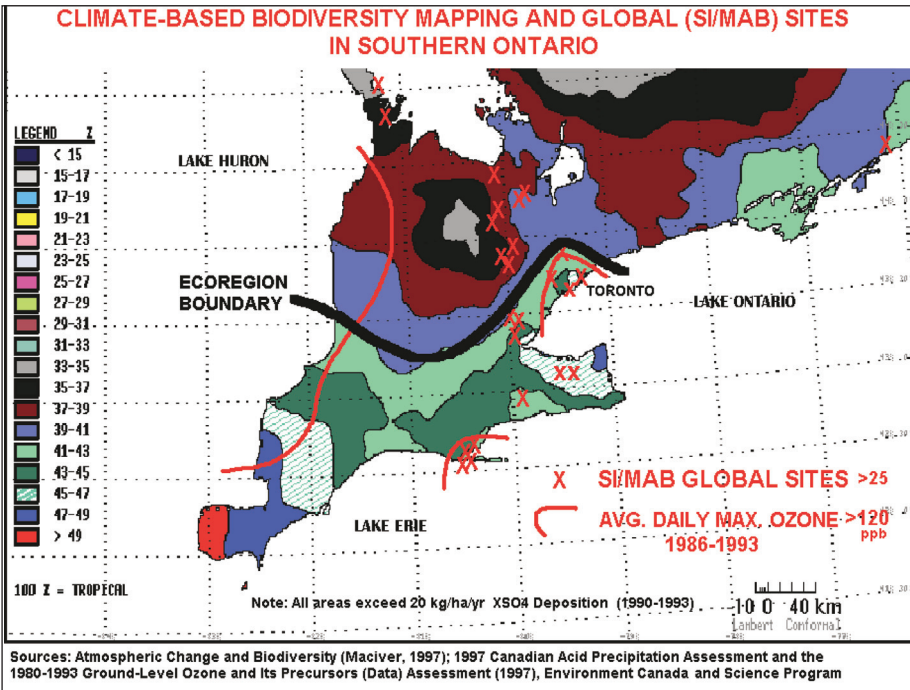 CLIMATE-BASED BIODIVERSITY MAPPING AND GLOBAL (SI/MAB) SITES
IN SOUTHERN ONTARIO
LEGEND %
< 15
15-17
17-19
19-21
21-23
23-25
25-27
27-29
29-31
31-33
33-35
35-37
37-39
39-41
41-43
43-45
45-47
47-49
> 49
100 % = TROPICAL
LAKE HURON
ECOREGION
BOUNDARY
TORONTO
LAKE ONTARIO
LAKE ERIE
X SI/MAB GLOBAL SITES >25
AVG. DAILY MAX. OZONE >120
ppb
1986-1993
Note: All areas exceed 20 kg/ha/yr XSO4 Deposition (1990-1993)
10 0 40 km
Lambert Conformal
Sources: Atmospheric Change and Biodiversity (Maciver, 1997); 1997 Canadian Acid Precipitation Assessment and the
1980-1993 Ground-Level Ozone and Its Precursors (Data) Assessment (1997), Environment Canada and Science Program